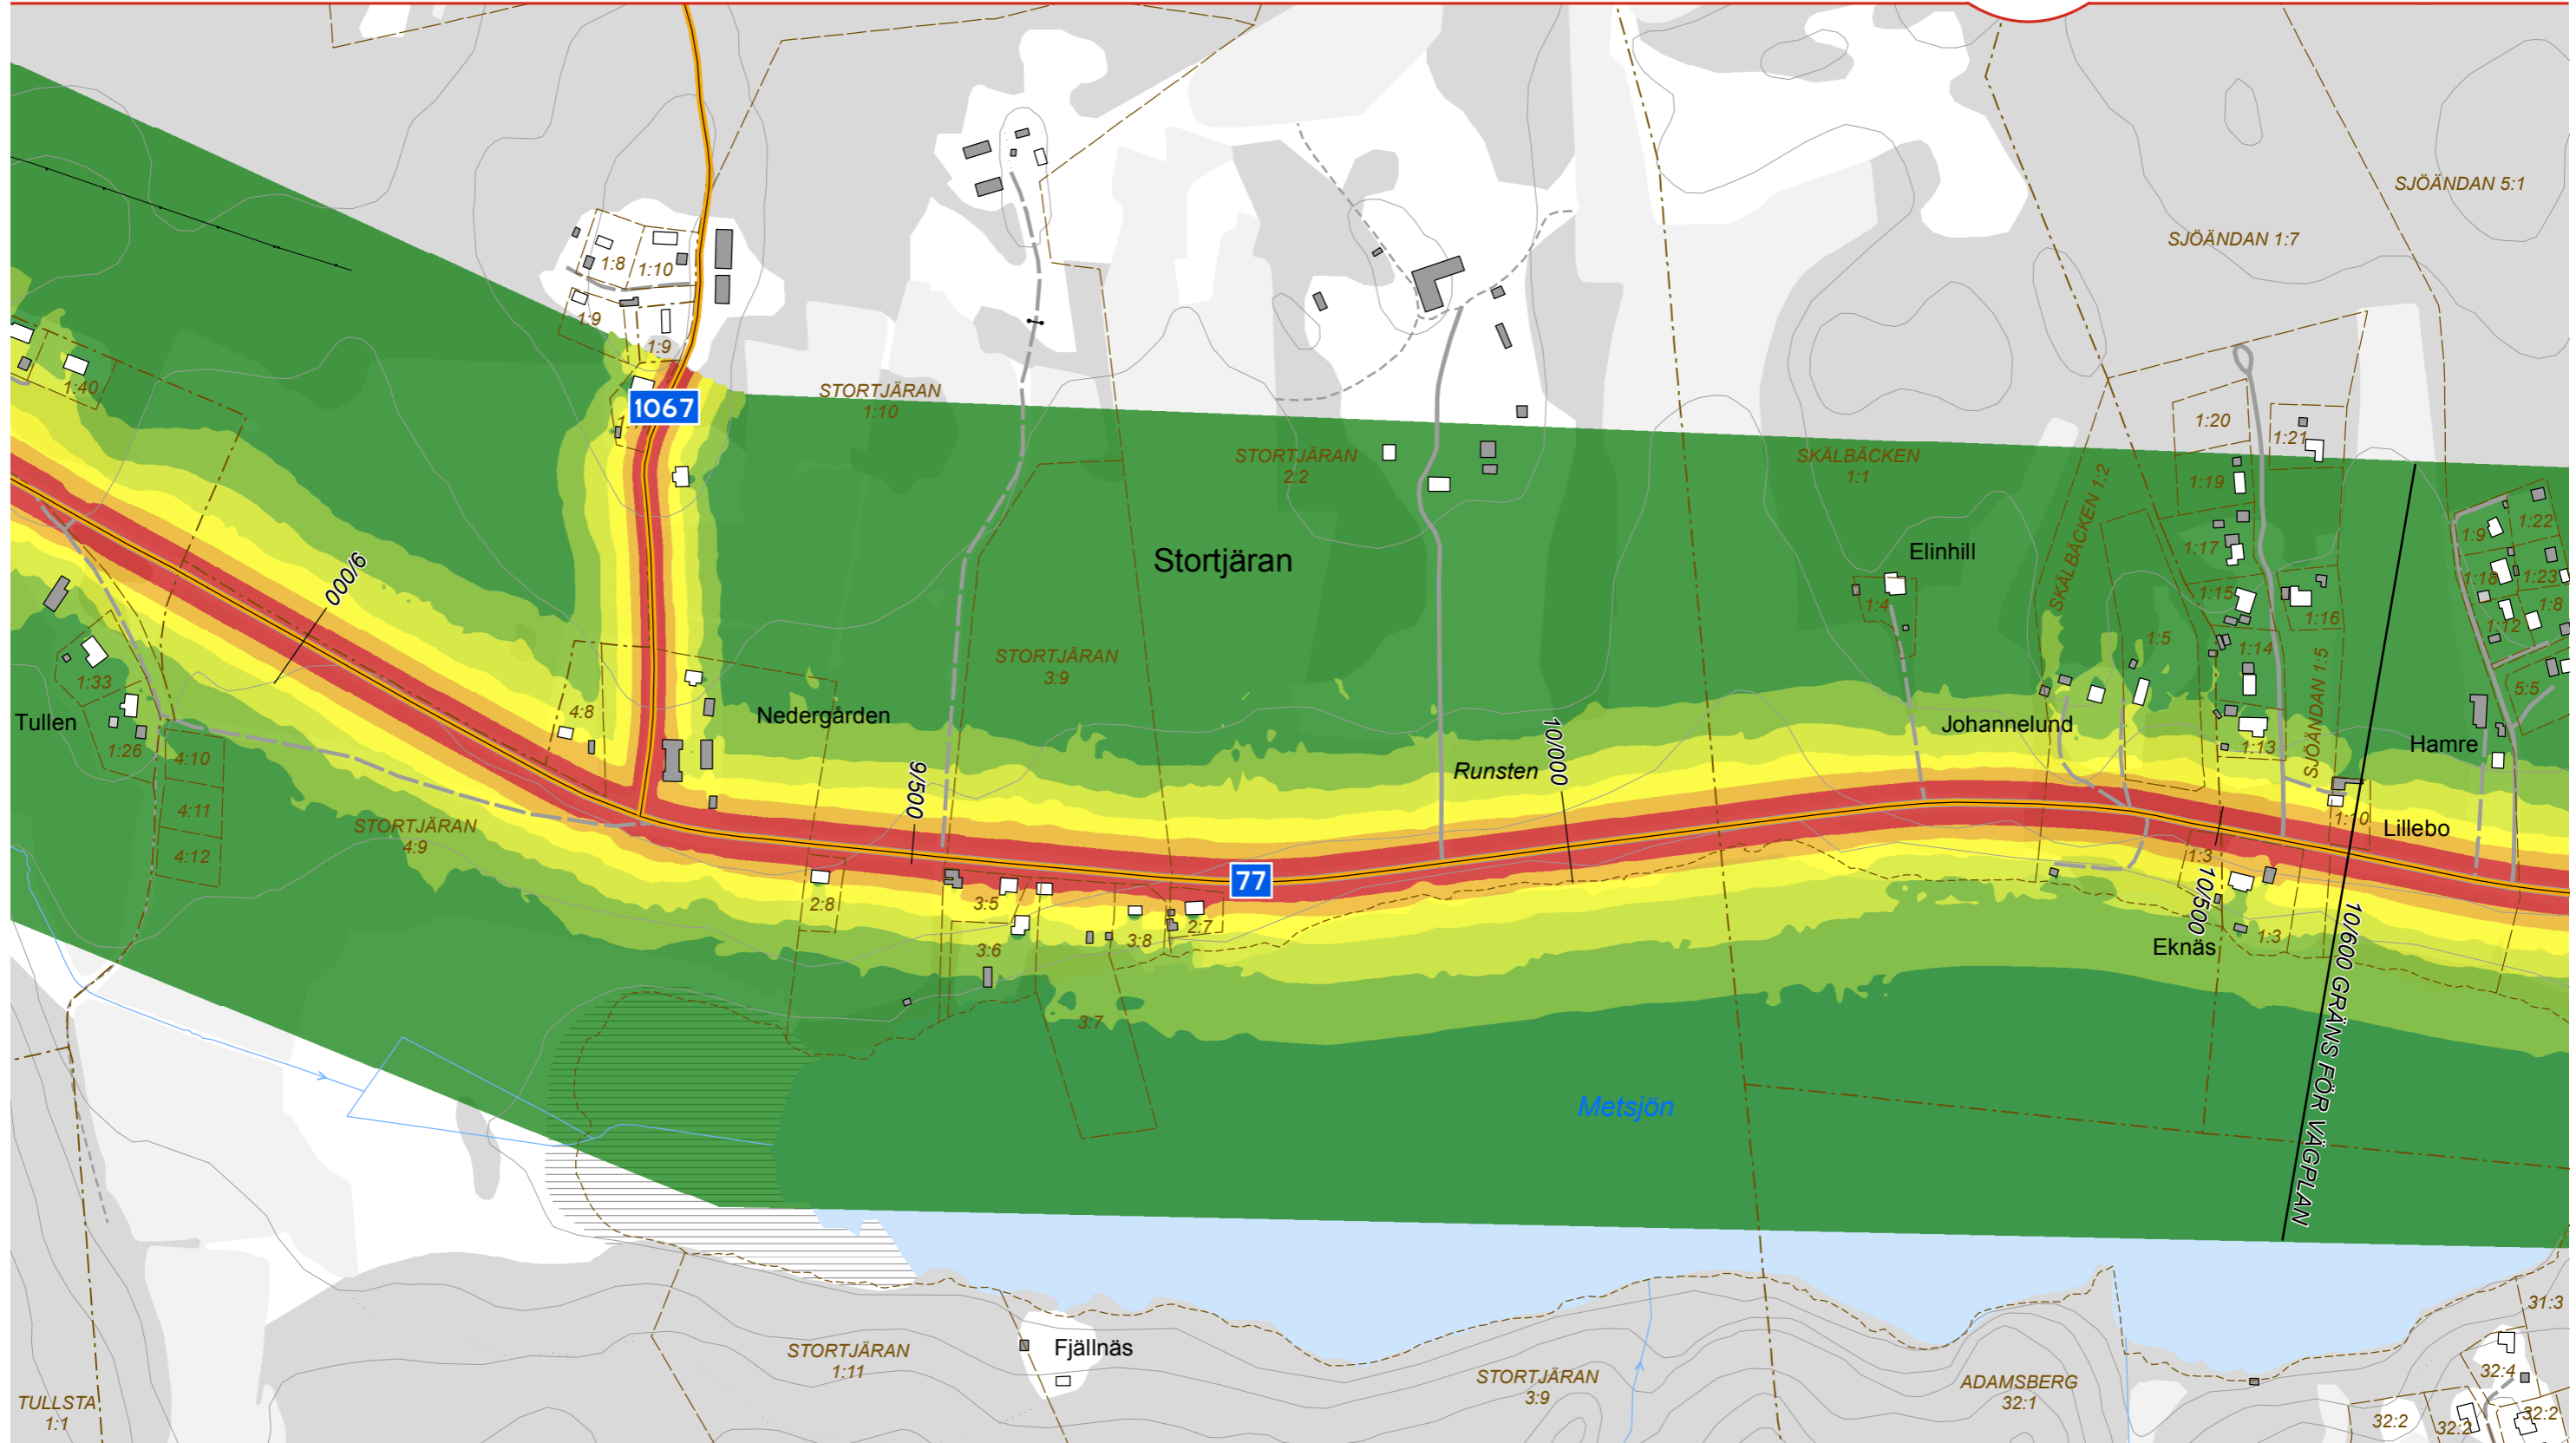 SJÖÄNDAN 5:1
SJÖÄNDAN 1:7
1:8
1:10
1:9
1:9
1:40
1067
STORTJÄRAN
1:10
STORTJÄRAN
2:2
SKÄLBÄCKEN
1:1
1:20
1:21
1:19
1:17
1:15
1:16
1:14
1:13
SKÄLBÄCKEN 1:2
1:5
SJÖÄNDAN 1:5
1:9
1:22
1:18
1:23
1:12
1:8
5:5
Stortjäran
Elinhill
1:4
9/000
STORTJÄRAN
3:9
1:33
Tullen
1:26
4:10
4:11
4:12
4:8
Nedergården
STORTJÄRAN
4:9
9/500
Runsten
10/000
Johannelund
Hamre
1:10
Lillebo
77
2:8
3:5
3:6
3:8
2:7
3:7
1:3
10/500
Eknäs
1:3
10/600 GRÄNS FÖR VÄGPLAN
Metsjön
Fjällnäs
STORTJÄRAN
1:11
STORTJÄRAN
3:9
ADAMSBERG
32:1
TULLSTA
1:1
31:3
32:4
32:2
32:2
32:2